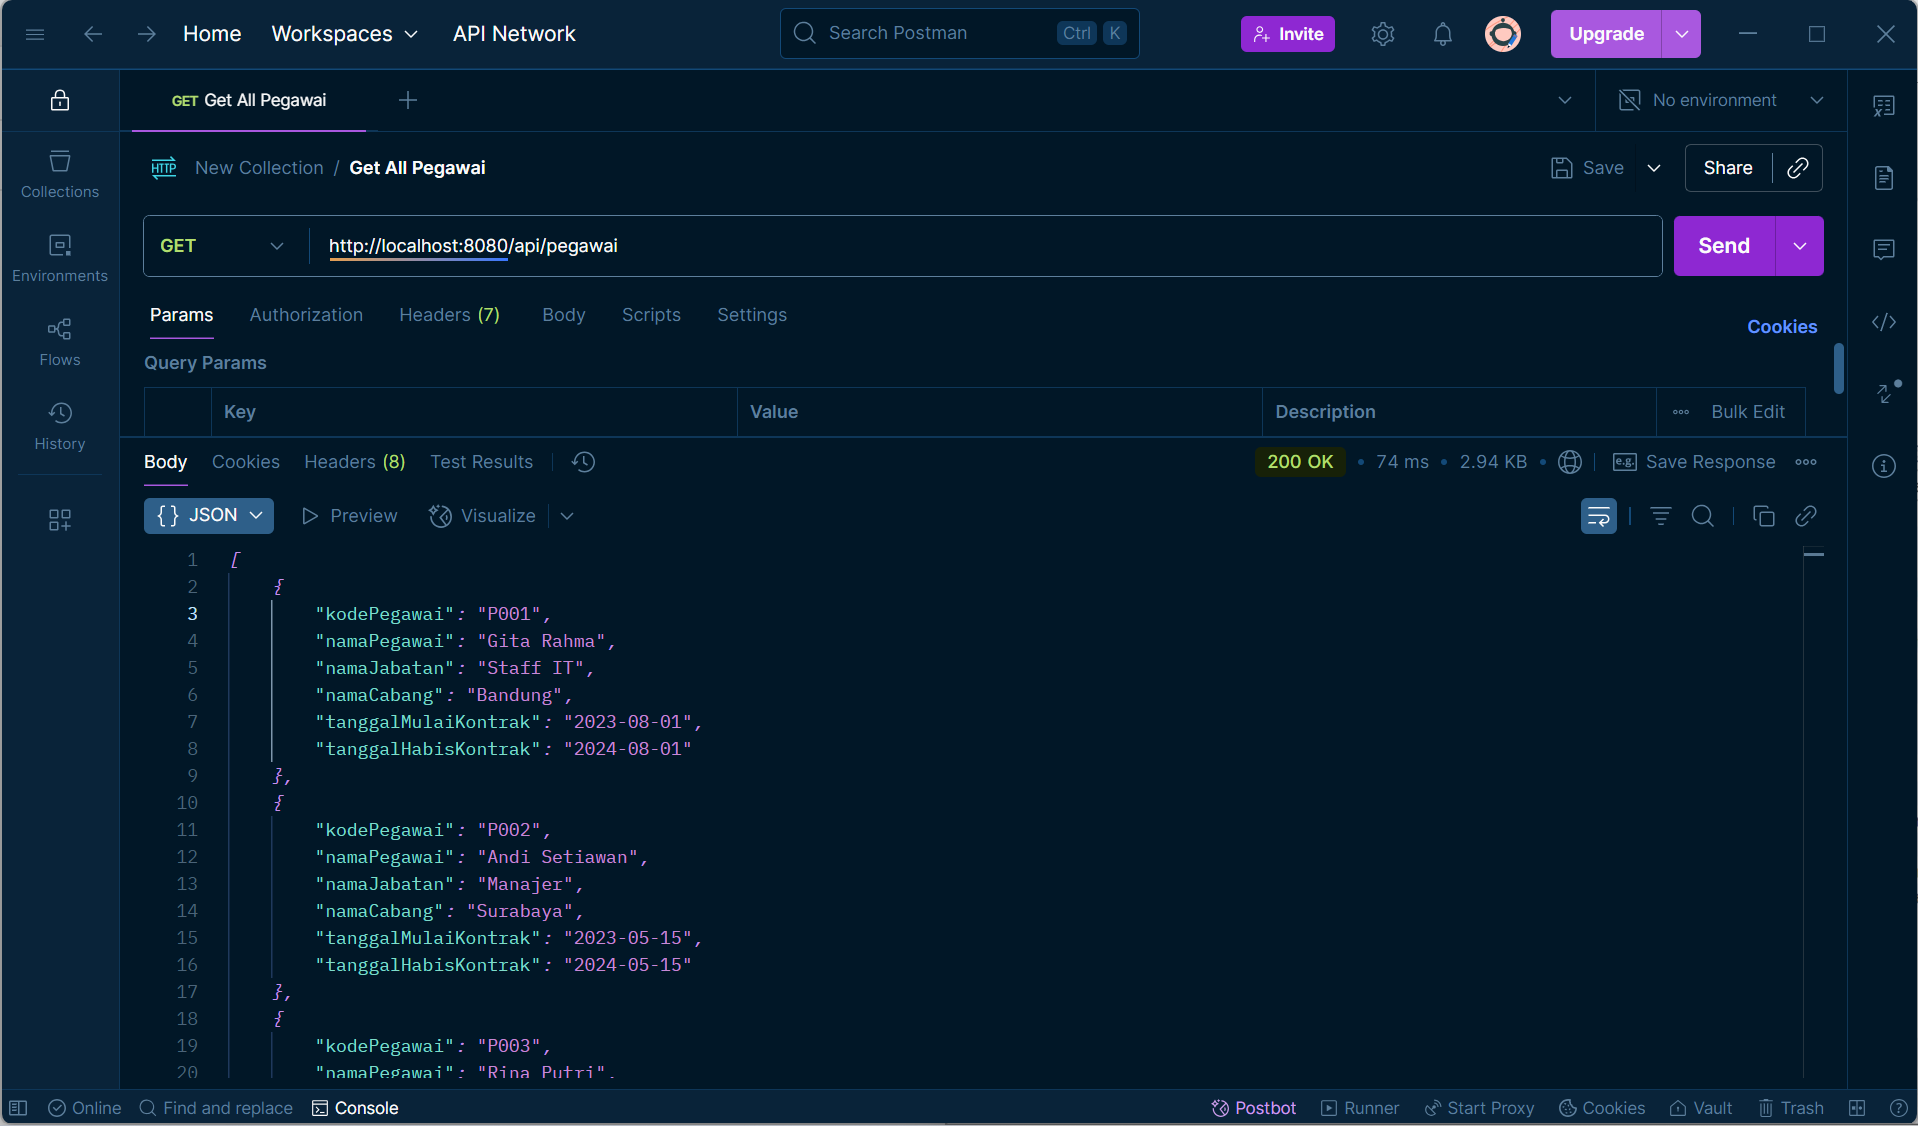 Home Workspaces API Network Search Postman Ctrl K Invite Upgrade
GET Get All Pegawai No environment
HTTP New Collection / Get All Pegawai Save Share
GET http://localhost:8080/api/pegawai Send
Params Authorization Headers (7) Body Scripts Settings Cookies
Query Params
Key Value Description Bulk Edit
Collections
Environments
Flows
History
Body Cookies Headers (8) Test Results 200 OK • 74 ms • 2.94 KB • e.g. Save Response
{} JSON Preview Visualize
1 [
2 {
3 "kodePegawai": "P001",
4 "namaPegawai": "Gita Rahma",
5 "namaJabatan": "Staff IT",
6 "namaCabang": "Bandung",
7 "tanggalMulaiKontrak": "2023-08-01",
8 "tanggalHabisKontrak": "2024-08-01"
9 },
10 {
11 "kodePegawai": "P002",
12 "namaPegawai": "Andi Setiawan",
13 "namaJabatan": "Manajer",
14 "namaCabang": "Surabaya",
15 "tanggalMulaiKontrak": "2023-05-15",
16 "tanggalHabisKontrak": "2024-05-15"
17 },
18 {
19 "kodePegawai": "P003",
20 "namaPegawai": "Rina Putri",
Online Find and replace Console Postbot Runner Start Proxy Cookies Vault Trash